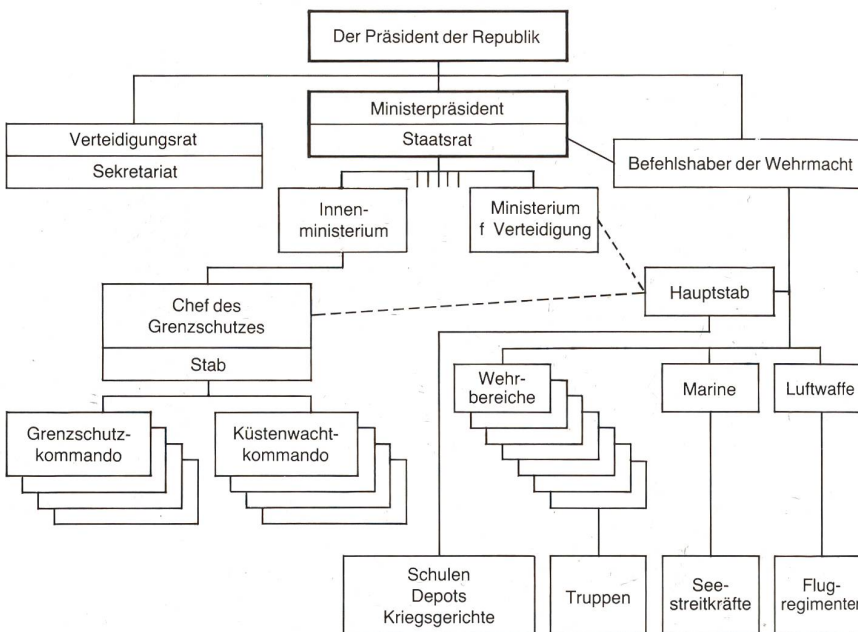 Der Präsident der Republik
Ministerpräsident
Staatsrat
Verteidigungsrat
Sekretariat
Befehlshaber der Wehrmacht
Innen-
ministerium
Ministerium
f Verteidigung
Chef des
Grenzschutzes
Stab
Hauptstab
Wehr-
bereiche
Marine
Luftwaffe
Grenzschutz-
kommando
Küstenwacht-
kommando
Schulen
Depots
Kriegsgerichte
Truppen
See-
streitkräfte
Flug-
regimenter